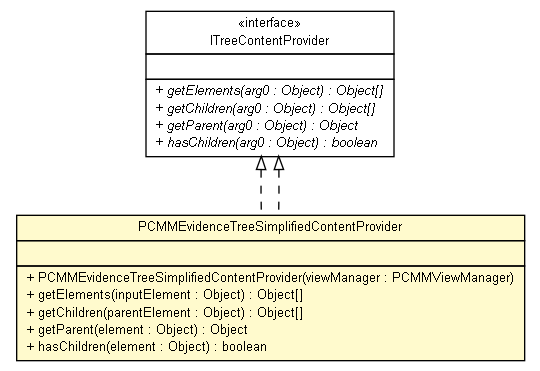 «interface»
ITreeContentProvider
+ getElements(arg0 : Object) : Object[]
+ getChildren(arg0 : Object) : Object[]
+ getParent(arg0 : Object) : Object
+ hasChildren(arg0 : Object) : boolean
PCMMEvidenceTreeSimplifiedContentProvider
+ PCMMEvidenceTreeSimplifiedContentProvider(viewManager : PCMMViewManager)
+ getElements(inputElement : Object) : Object[]
+ getChildren(parentElement : Object) : Object[]
+ getParent(element : Object) : Object
+ hasChildren(element : Object) : boolean